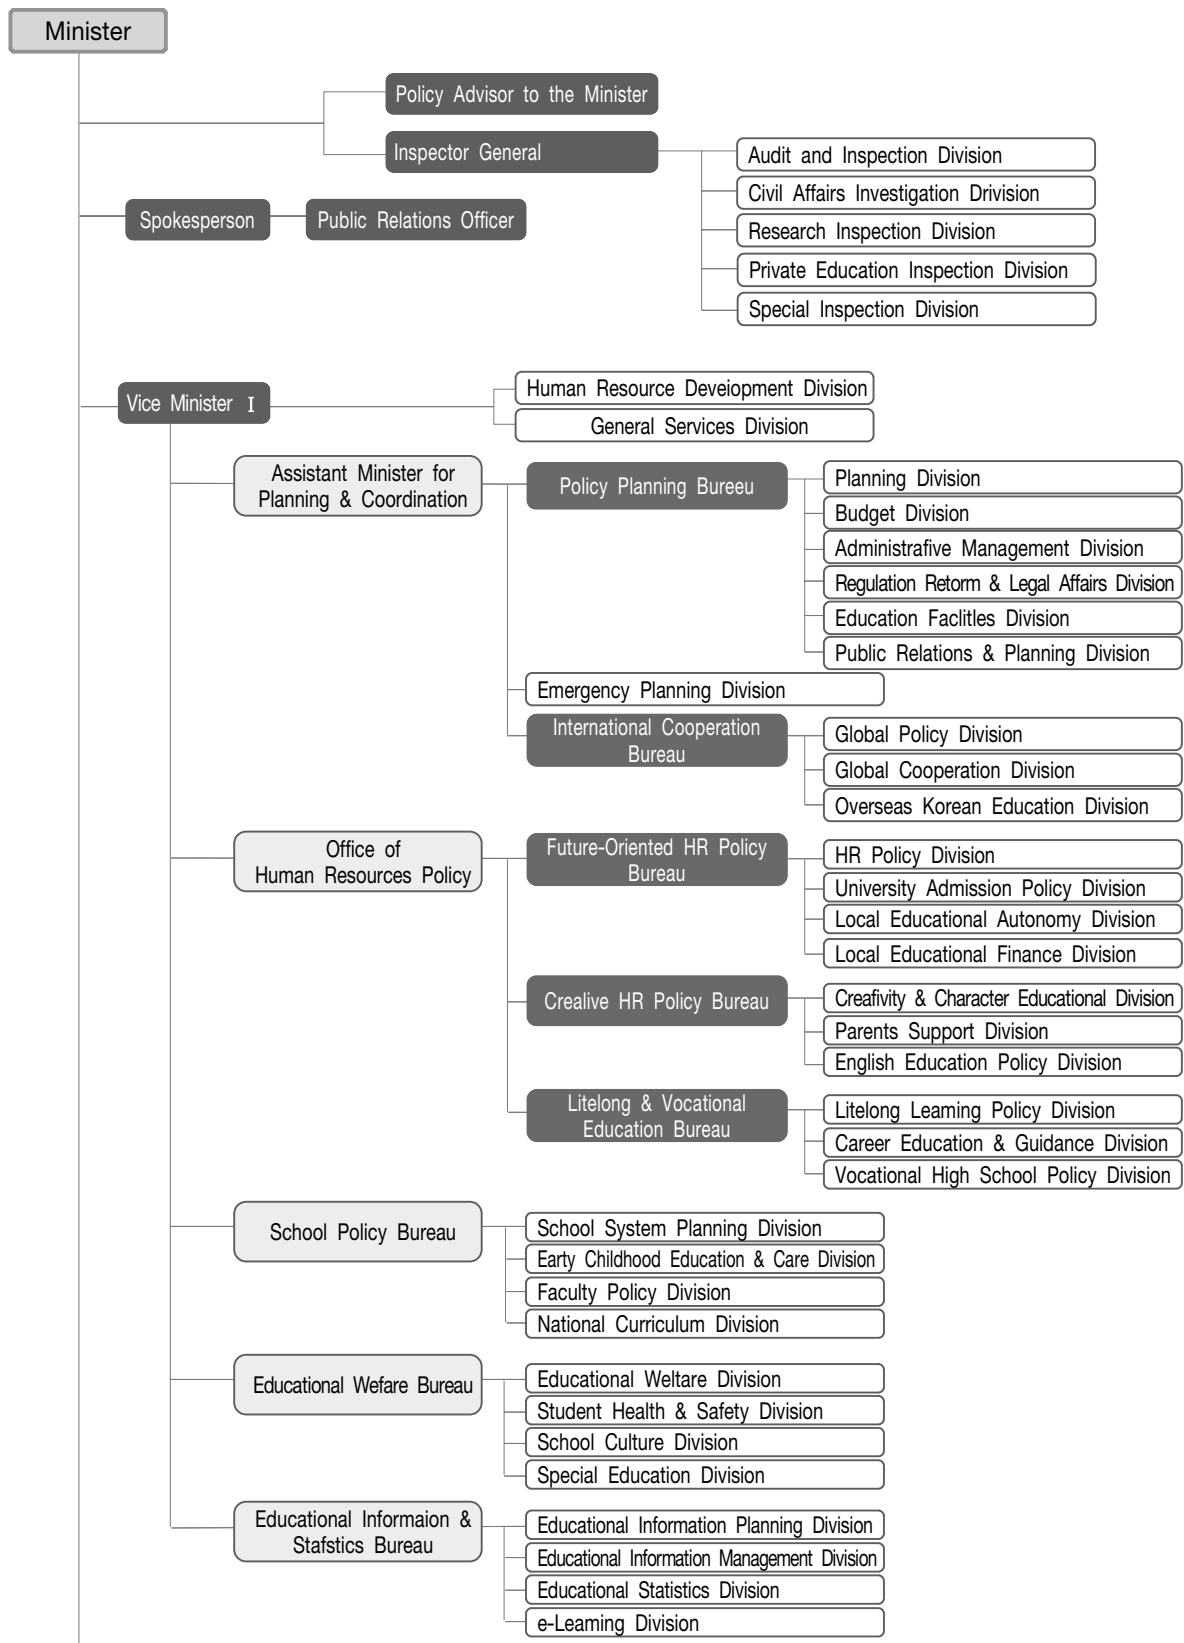 Minister
Policy Advisor to the Minister
Inspector General
Audit and Inspection Division
Civil Affairs Investigation Drivision
Research Inspection Division
Private Education Inspection Division
Special Inspection Division
Spokesperson
Public Relations Officer
Vice Minister I
Human Resource Deveiopment Division
General Services Division
Assistant Minister for
Planning & Coordination
Policy Planning Bureeu
Planning Division
Budget Division
Administrafive Management Division
Regulation Retorm & Legal Affairs Division
Education Faclitles Division
Public Relations & Planning Division
Emergency Planning Division
International Cooperation
Bureau
Global Policy Division
Global Cooperation Division
Overseas Korean Education Division
Office of
Human Resources Policy
Future-Oriented HR Policy
Bureau
HR Policy Division
University Admission Policy Division
Local Educational Autonomy Division
Local Educational Finance Division
Crealive HR Policy Bureau
Creafivity & Character Educational Division
Parents Support Division
English Education Policy Division
Litelong & Vocational
Education Bureau
Litelong Leaming Policy Division
Career Education & Guidance Division
Vocational High School Policy Division
School Policy Bureau
School System Planning Division
Earty Childhood Education & Care Division
Faculty Policy Division
National Curriculum Division
Educational Wefare Bureau
Educational Weltare Division
Student Health & Safety Division
School Culture Division
Special Education Division
Educational Informaion &
Stafstics Bureau
Educational Information Planning Division
Educational Information Management Division
Educational Statistics Division
e-Leaming Division